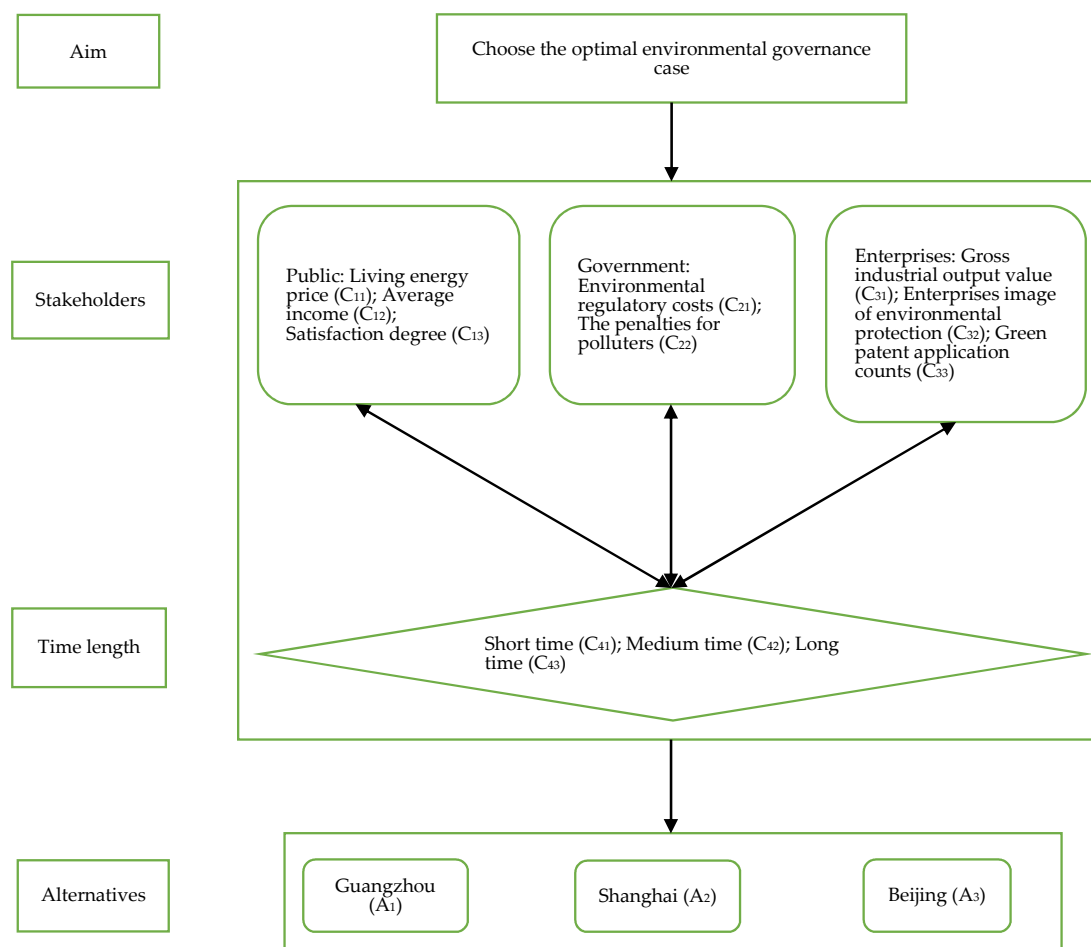 Aim
Choose the optimal environmental governance
case
Stakeholders
Public: Living energy
price (C₁₁); Average
income (C₁₂);
Satisfaction degree (C₁₃)
Government:
Environmental
regulatory costs (C₂₁);
The penalties for
polluters (C₂₂)
Enterprises: Gross
industrial output value
(C₃₁); Enterprises image
of environmental
protection (C₃₂); Green
patent application
counts (C₃₃)
Time length
Short time (C₄₁); Medium time (C₄₂); Long
time (C₄₃)
Alternatives
Guangzhou
(A₁)
Shanghai (A₂)
Beijing (A₃)